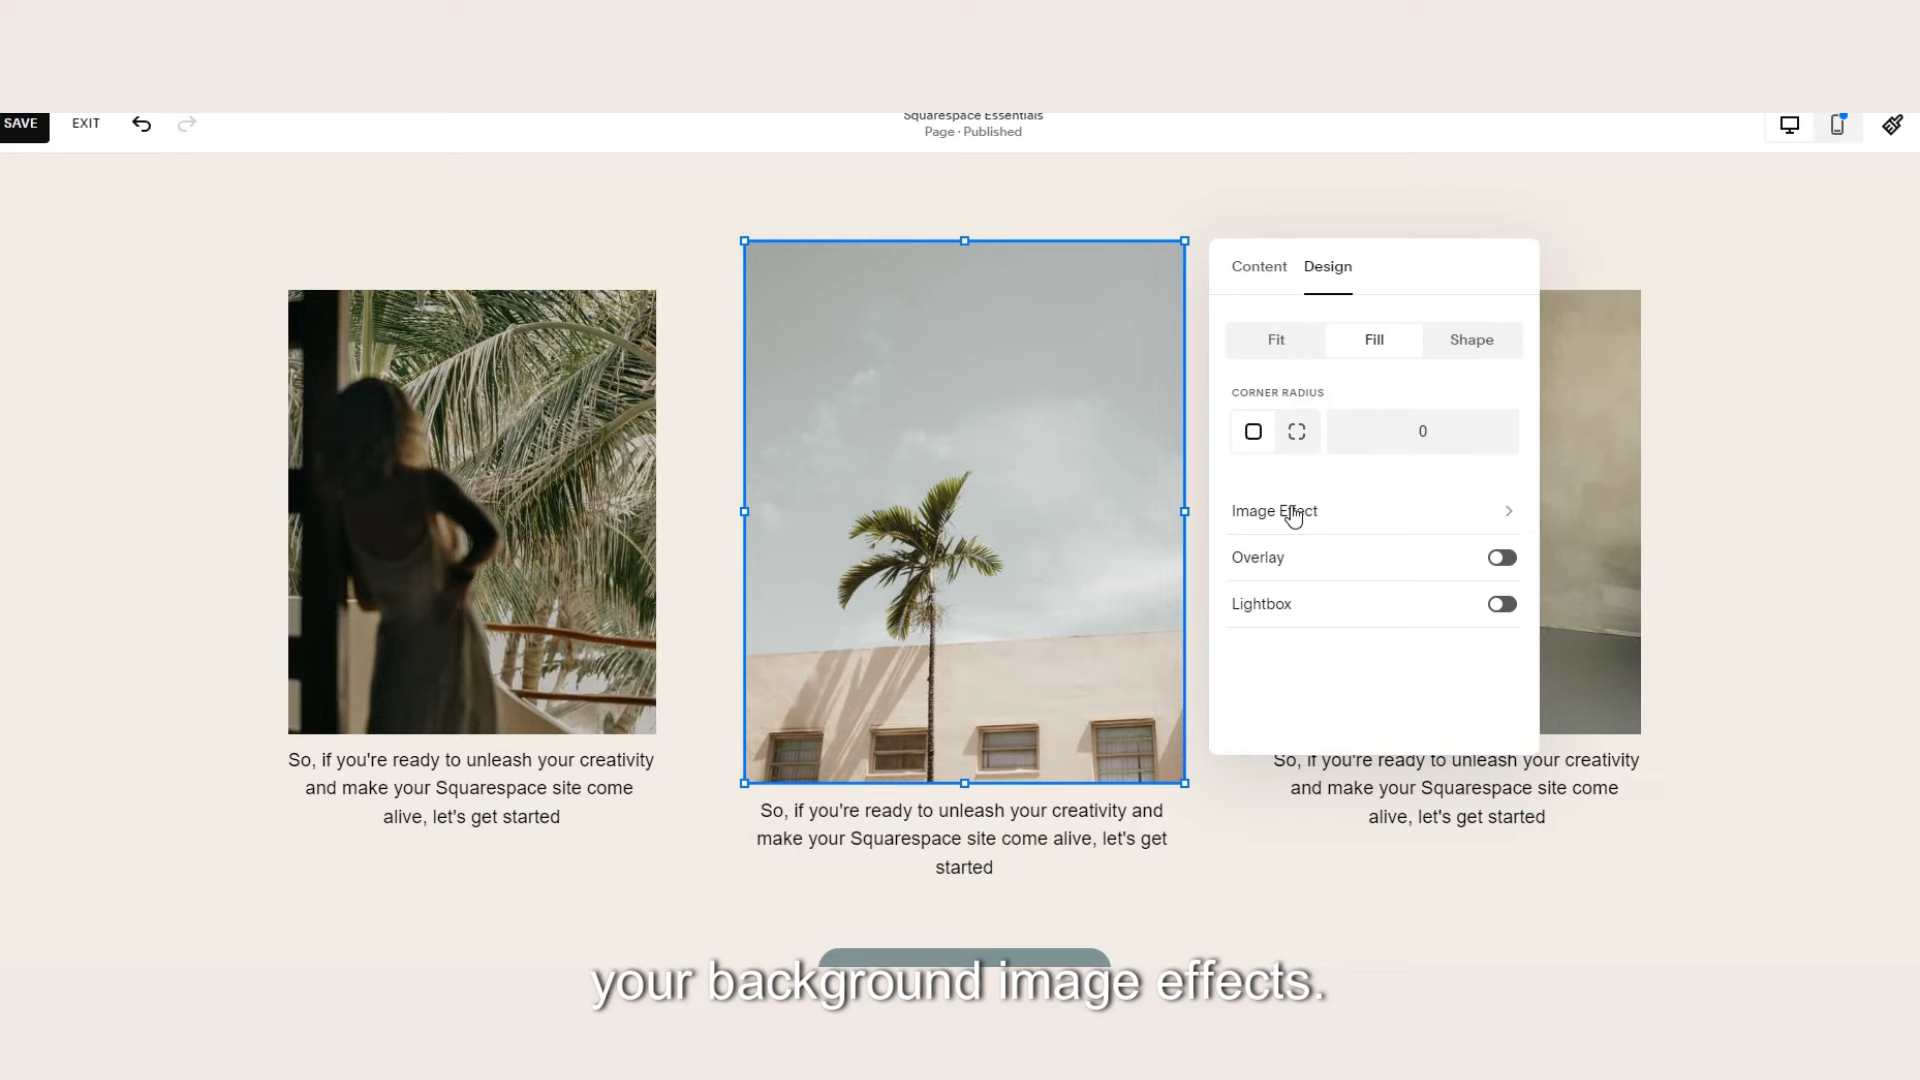 SAVE
EXIT
Squarespace Essentials
Page · Published
Content
Design
Fit
Fill
Shape
CORNER RADIUS
0
Image Effect
Overlay
Lightbox
So, if you're ready to unleash your creativity
and make your Squarespace site come
alive, let's get started
So, if you're ready to unleash your creativity and
make your Squarespace site come alive, let's get
started
So, if you're ready to unleash your creativity
and make your Squarespace site come
alive, let's get started
your background image effects.